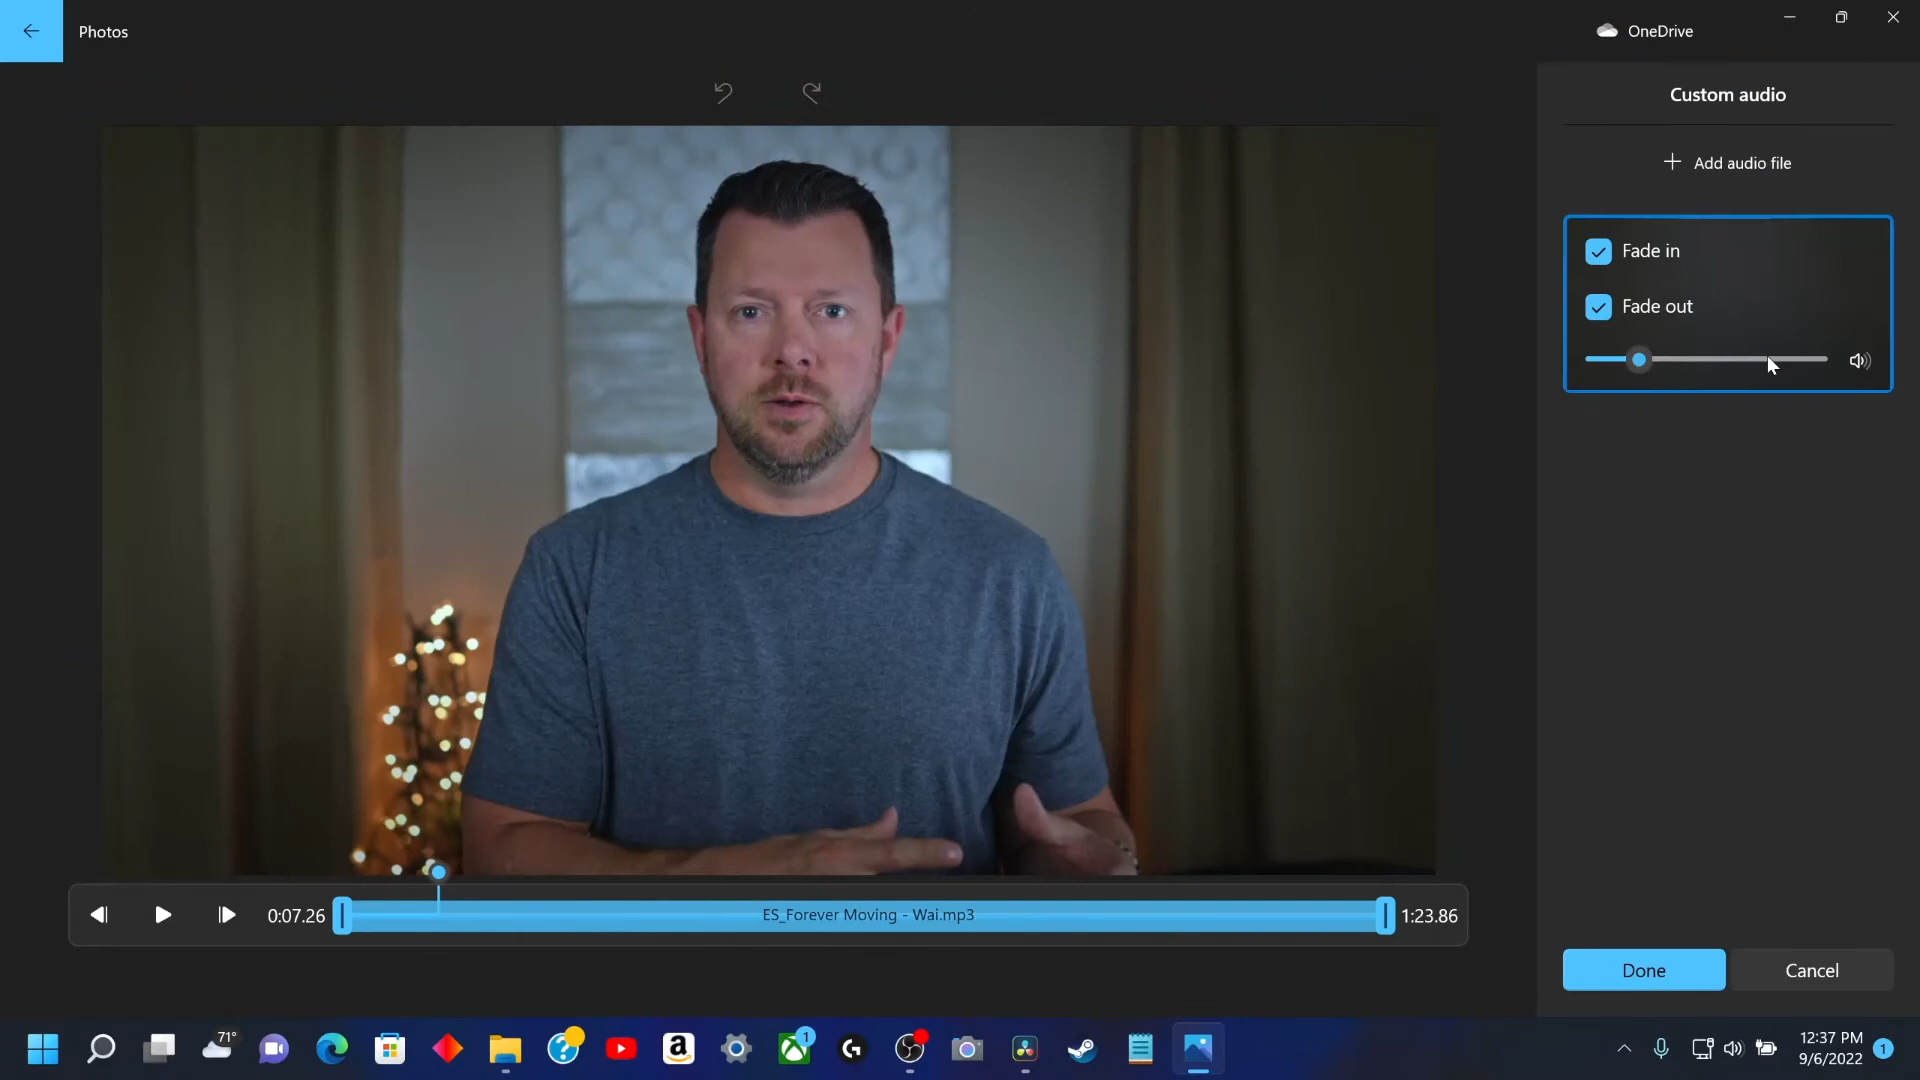 Photos
OneDrive
Custom audio
Add audio file
Fade in
Fade out
0:07.26
ES_Forever Moving - Wai.mp3
1:23.86
Done
Cancel
71°
1
12:37 PM
9/6/2022
1